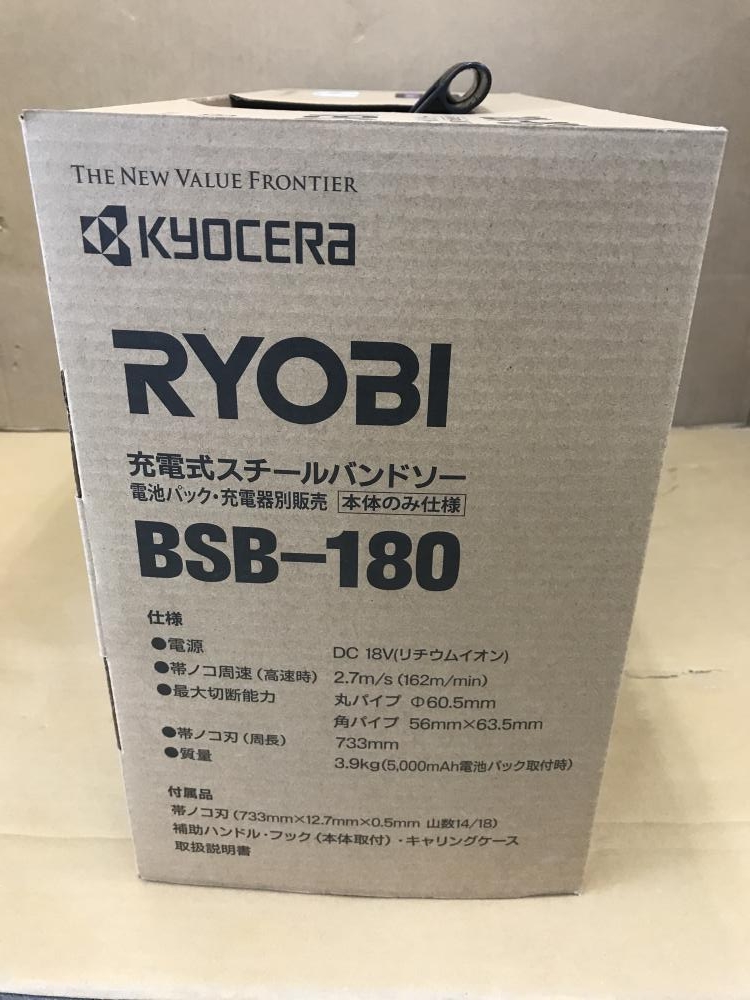 THE NEW VALUE FRONTIER
KYOCERA
RYOBI
充電式スチールバンドソー
電池パック・充電器別販売 本体のみ仕様
BSB-180
仕様
●電源 DC 18V(リチウムイオン)
●帯ノコ周速(高速時) 2.7m/s (162m/min)
●最大切断能力 丸パイプ Φ60.5mm
角パイプ 56mm×63.5mm
●帯ノコ刃(周長) 733mm
●質量 3.9kg(5,000mAh電池パック取付時)
付属品
帯ノコ刃(733mm×12.7mm×0.5mm 山数14/18)
補助ハンドル・フック(本体取付)・キャリングケース
取扱説明書